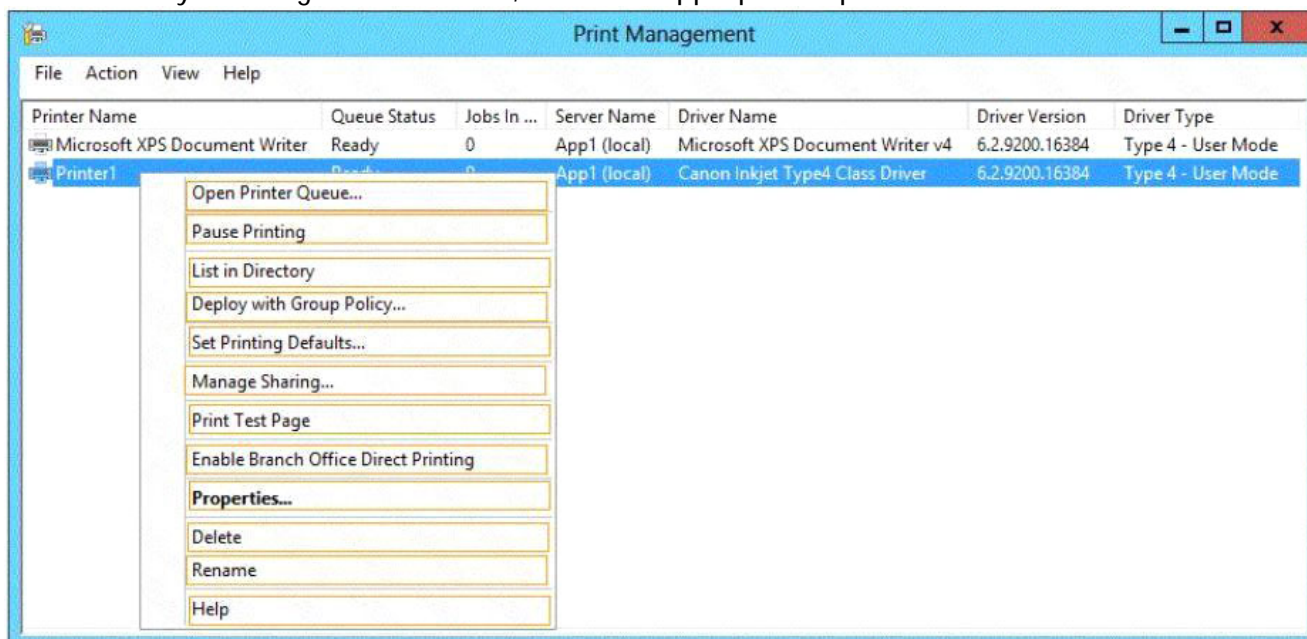 Print Management
File Action View Help
Printer Name Queue Status Jobs In ... Server Name Driver Name Driver Version Driver Type
Microsoft XPS Document Writer Ready 0 App1 (local) Microsoft XPS Document Writer v4 6.2.9200.16384 Type 4 - User Mode
Printer1 App1 (local) Canon Inkjet Type4 Class Driver 6.2.9200.16384 Type 4 - User Mode
Open Printer Queue...
Pause Printing
List in Directory
Deploy with Group Policy...
Set Printing Defaults...
Manage Sharing...
Print Test Page
Enable Branch Office Direct Printing
Properties...
Delete
Rename
Help